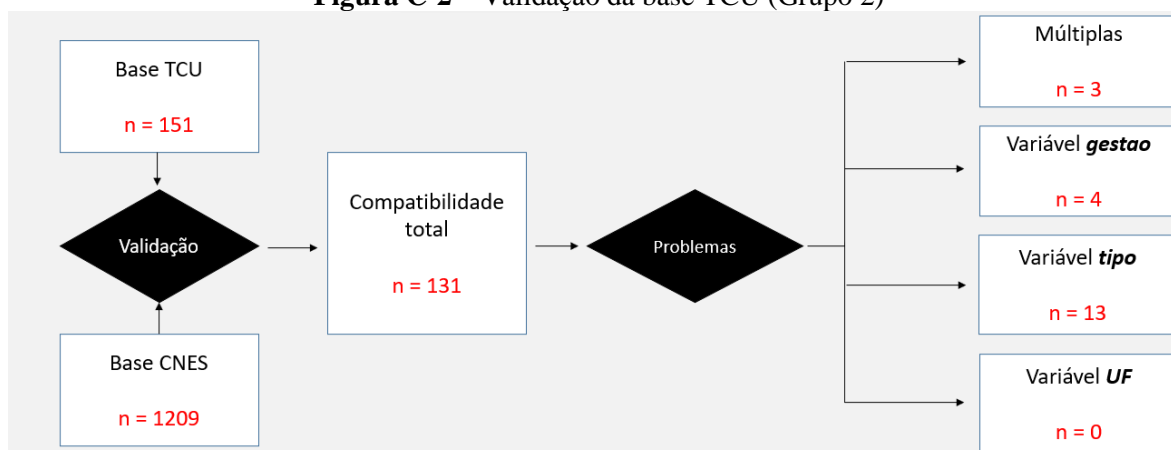 Figura C-2 – Validação da base TCU (Grupo 2)
Base TCU
n = 151
Validação
Base CNES
n = 1209
Compatibilidade
total
n = 131
Problemas
Múltiplas
n = 3
Variável gestao
n = 4
Variável tipo
n = 13
Variável UF
n = 0